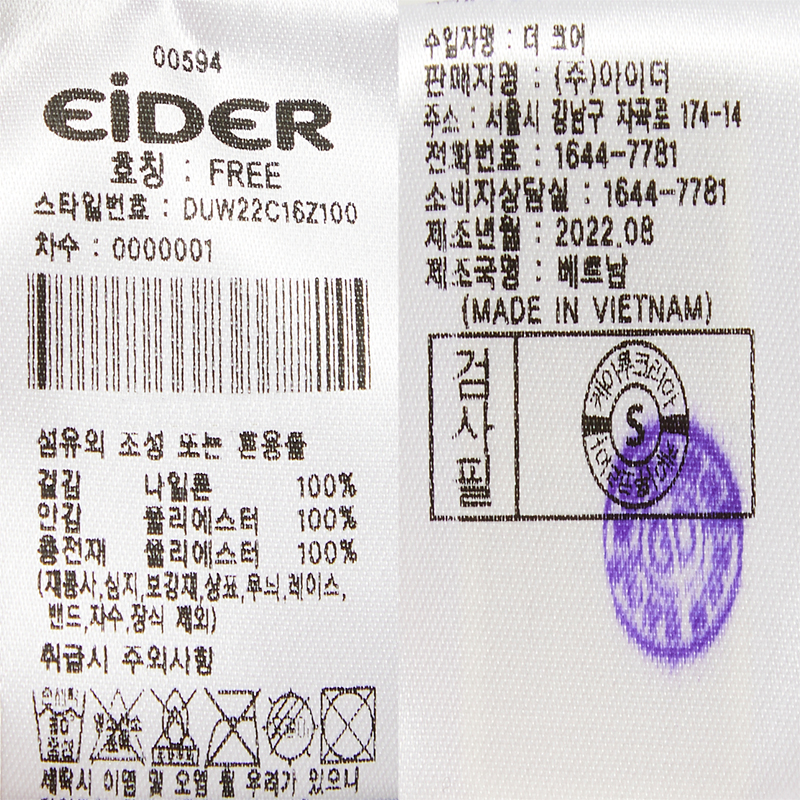 00594
EiDER
호칭 : FREE
스타일번호 : DUW22C16Z100
차수 : 0000001
섬유의 조성 또는 혼용률
겉감 나일론 100%
안감 폴리에스터 100%
충전재 폴리에스터 100%
(재봉사,심지,보강재,상표,무늬,레이스,
밴드,자수,장식 제외)
취급시 주의사항
세탁시 이염 및 오염 될 우려가 있으니
수입자명 : 더 코어
판매자명 : (주)아이더
주소 : 서울시 강남구 자곡로 174-14
전화번호 : 1644-7781
소비자상담실 : 1644-7781
제조년월 : 2022.08
제조국명 : 베트남
(MADE IN VIETNAM)
검사필
S